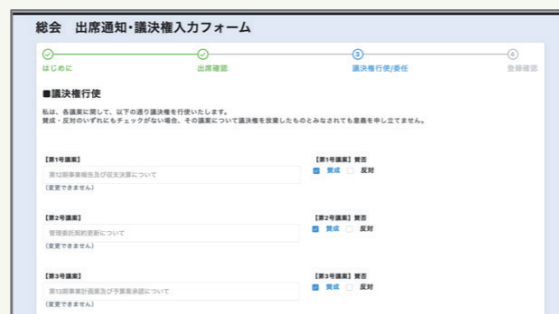 総会 出席通知・議決権入力フォーム
③ ④
はじめに 出席確認 議決権行使/委任 登録確認
■議決権行使
私は、各議案に関して、以下の通り議決権を行使いたします。
賛成・反対のいずれにもチェックがない場合、その議案について議決権を放棄したものとみなされても意義を申し立てません。
【第1号議案】 【第1号議案】賛否
第12期事業報告及び収支決算について 賛成 反対
(変更できません)
【第2号議案】 【第2号議案】賛否
管理委託契約更新について 賛成 反対
(変更できません)
【第3号議案】 【第3号議案】賛否
第13期事業計画案及び予算案承認について 賛成 反対
(変更できません)